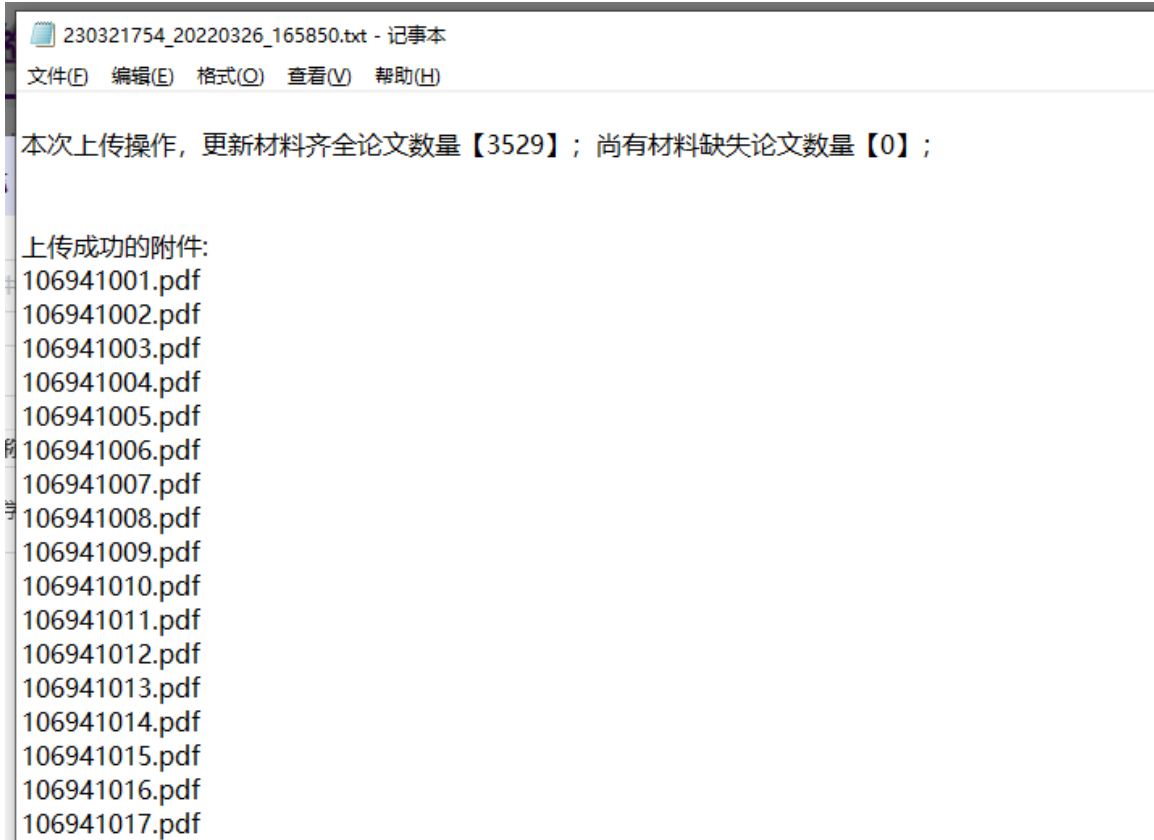 230321754_20220326_165850.txt - 记事本
文件(F) 编辑(E) 格式(O) 查看(V) 帮助(H)
本次上传操作，更新材料齐全论文数量【3529】；尚有材料缺失论文数量【0】；
上传成功的附件:
106941001.pdf
106941002.pdf
106941003.pdf
106941004.pdf
106941005.pdf
106941006.pdf
106941007.pdf
106941008.pdf
106941009.pdf
106941010.pdf
106941011.pdf
106941012.pdf
106941013.pdf
106941014.pdf
106941015.pdf
106941016.pdf
106941017.pdf